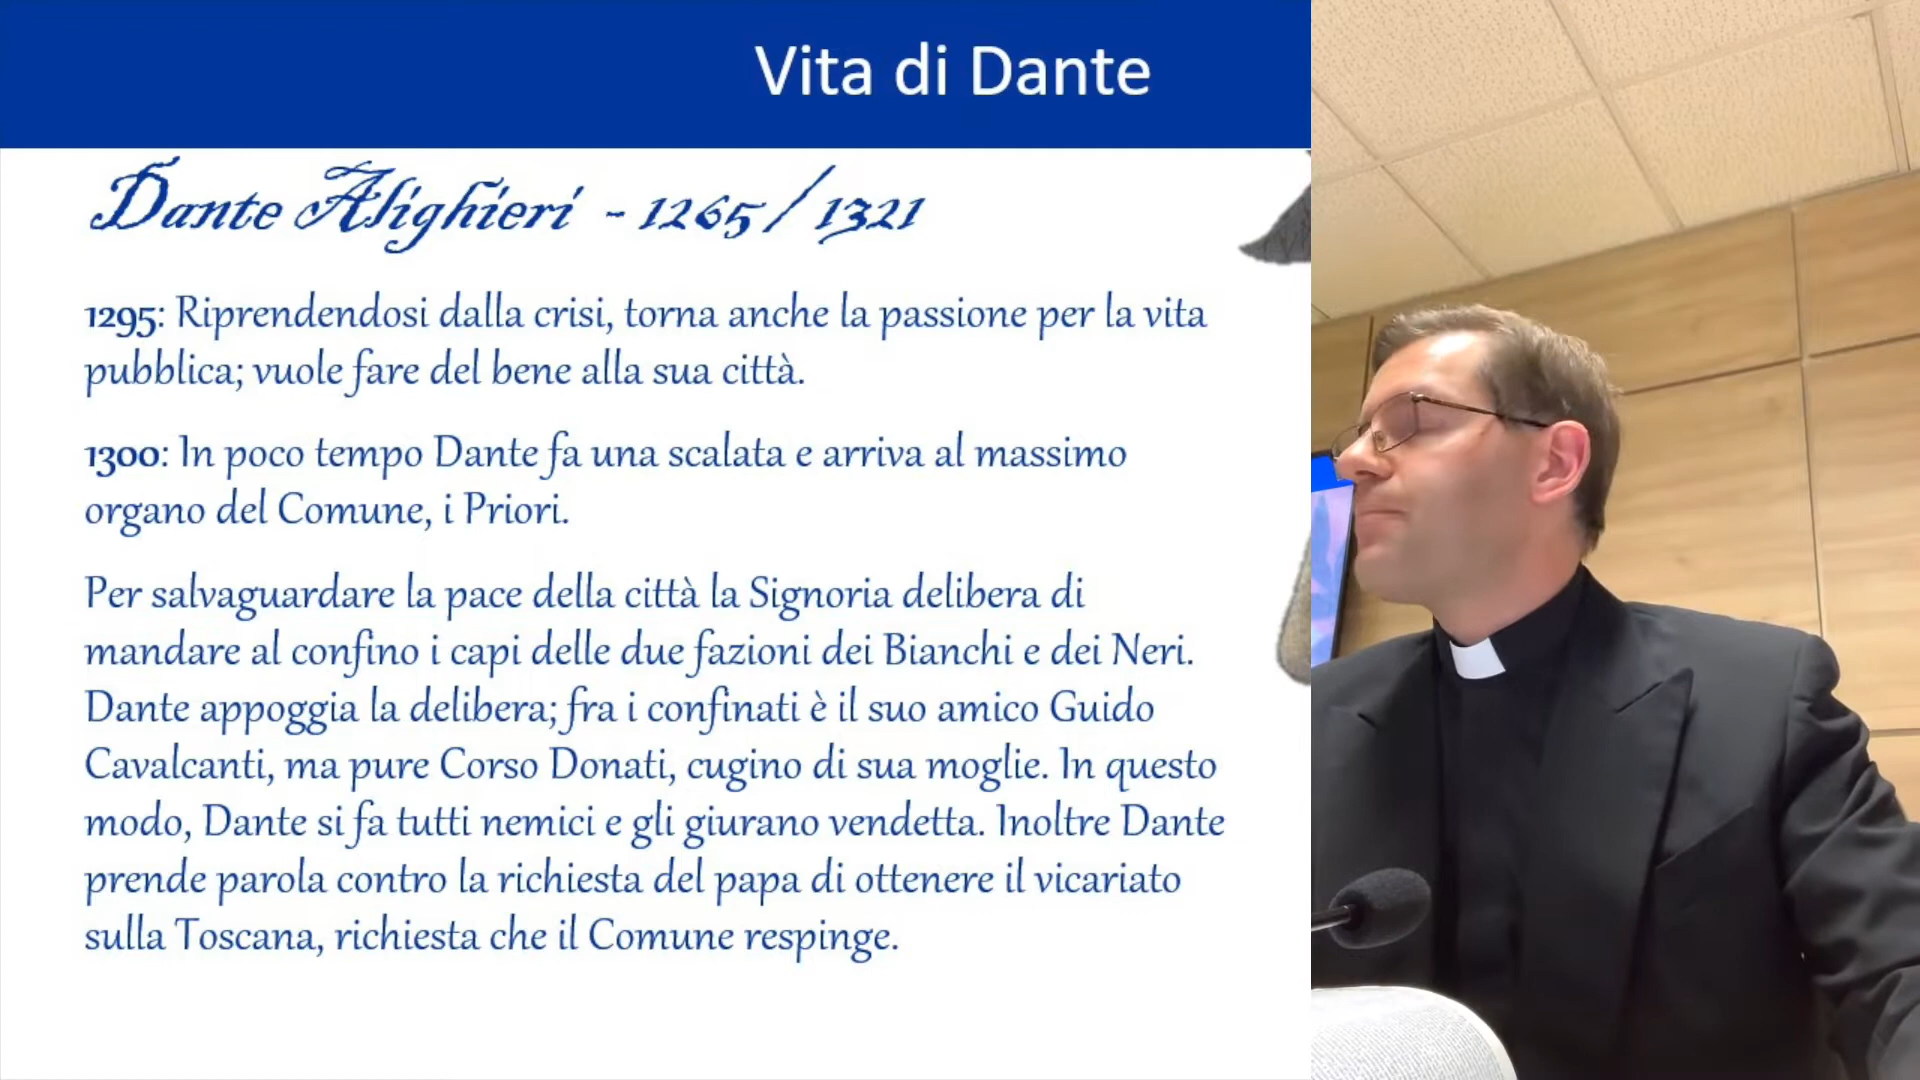 Vita di Dante
Dante Alighieri - 1265/1321
1295: Riprendendosi dalla crisi, torna anche la passione per la vita
pubblica; vuole fare del bene alla sua città.
1300: In poco tempo Dante fa una scalata e arriva al massimo
organo del Comune, i Priori.
Per salvaguardare la pace della città la Signoria delibera di
mandare al confino i capi delle due fazioni dei Bianchi e dei Neri.
Dante appoggia la delibera; fra i confinati è il suo amico Guido
Cavalcanti, ma pure Corso Donati, cugino di sua moglie. In questo
modo, Dante si fa tutti nemici e gli giurano vendetta. Inoltre Dante
prende parola contro la richiesta del papa di ottenere il vicariato
sulla Toscana, richiesta che il Comune respinge.